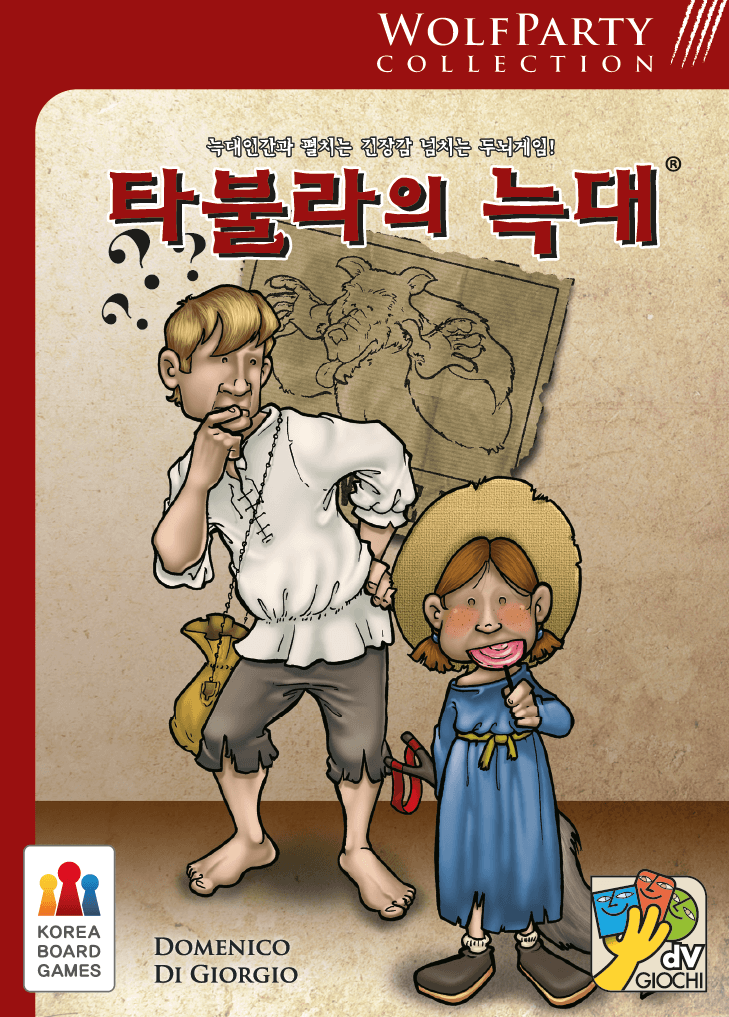 WOLFPARTY
COLLECTION
늑대인간과 펼치는 긴장감 넘치는 두뇌게임!
타불라의 늑대®
? ? ?
KOREA
BOARD
GAMES
DOMENICO
DI GIORGIO
dV
GIOCHI